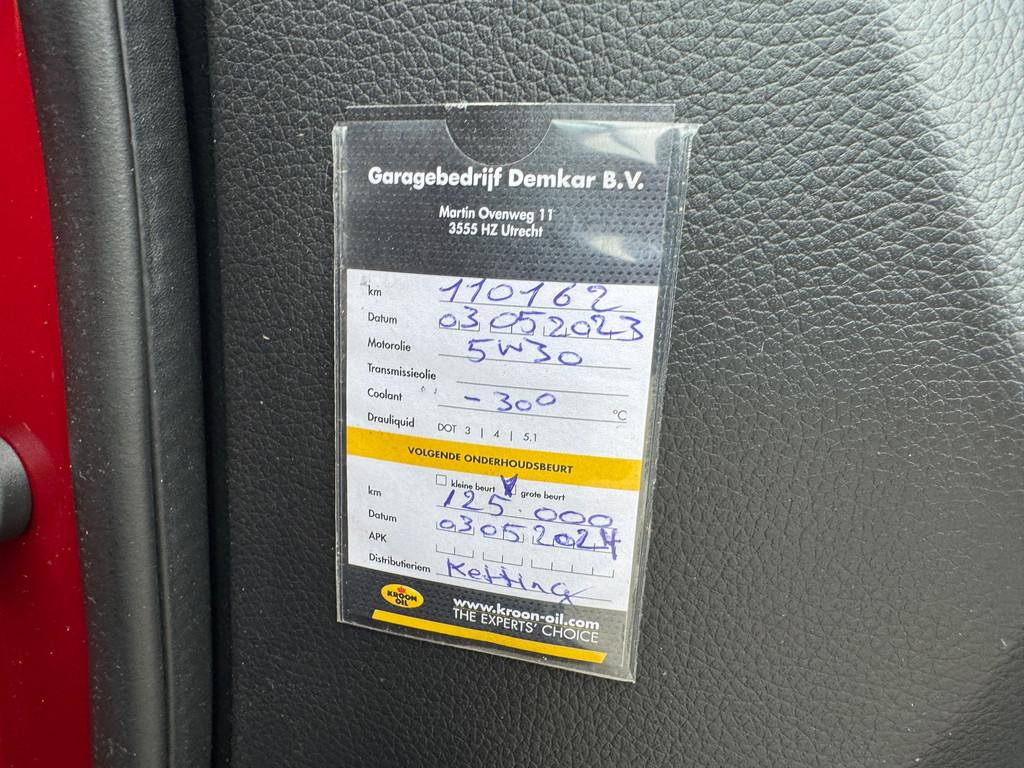 Garagebedrijf Demkar B.V.
Martin Ovenweg 11
3555 HZ Utrecht
km 110162
Datum 03 05 2023
Motorolie 5W30
Transmissieolie
Coolant - 30° °C
Drauliquid DOT 3 | 4 | 5.1
VOLGENDE ONDERHOUDSBEURT
kleine beurt grote beurt
km 125.000
Datum 03 05 2024
APK
Distributieriem Ketting
KROON OIL
www.kroon-oil.com
THE EXPERTS' CHOICE